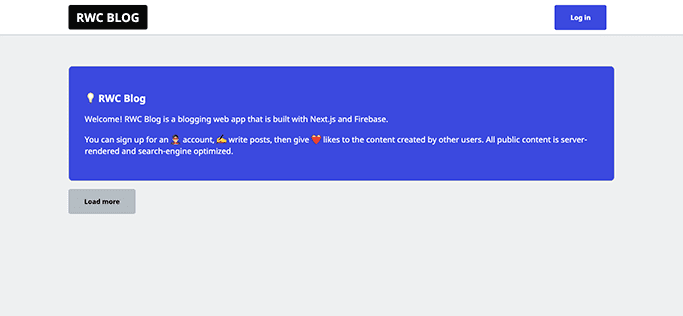 RWC BLOG
Log in
💡 RWC Blog
Welcome! RWC Blog is a blogging web app that is built with Next.js and Firebase.
You can sign up for an 👮 account, ✍️ write posts, then give ❤️ likes to the content created by other users. All public content is server-
rendered and search-engine optimized.
Load more